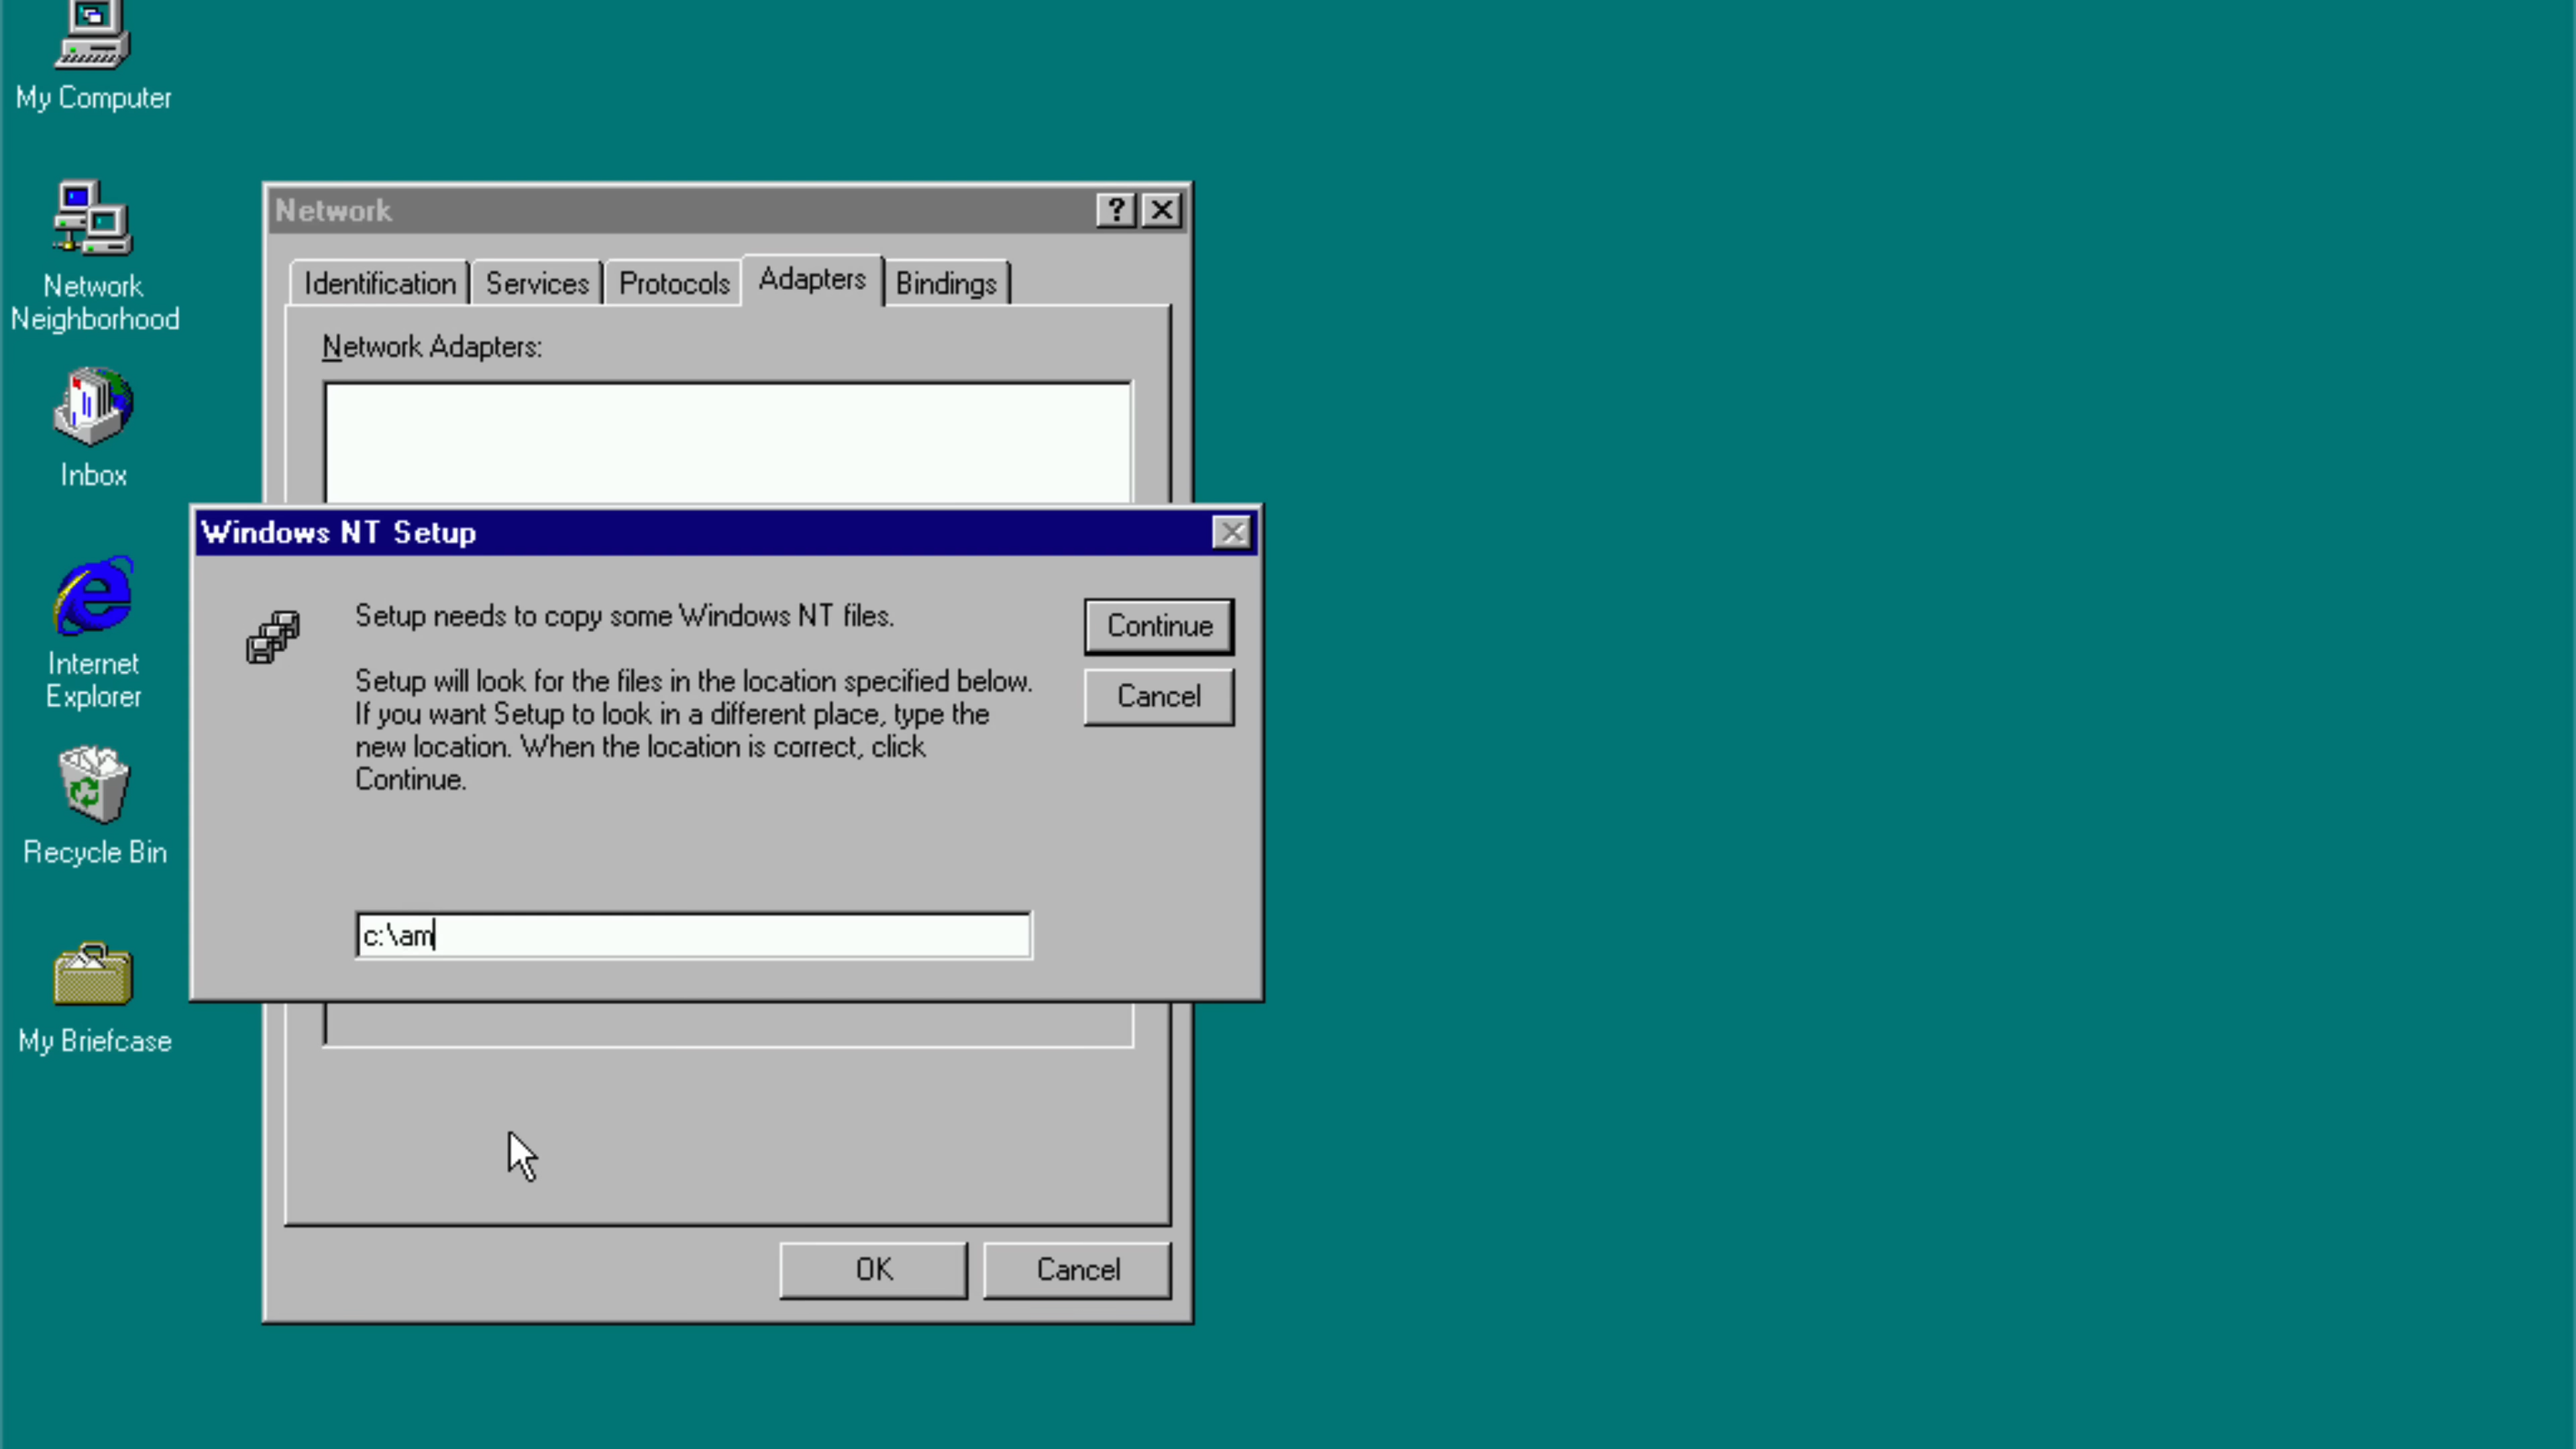 My Computer
Network
Neighborhood
Inbox
Internet
Explorer
Recycle Bin
My Briefcase
Network
Identification
Services
Protocols
Adapters
Bindings
Network Adapters:
Windows NT Setup
Setup needs to copy some Windows NT files.
Setup will look for the files in the location specified below.
If you want Setup to look in a different place, type the
new location. When the location is correct, click
Continue.
Continue
Cancel
c:\am
OK
Cancel